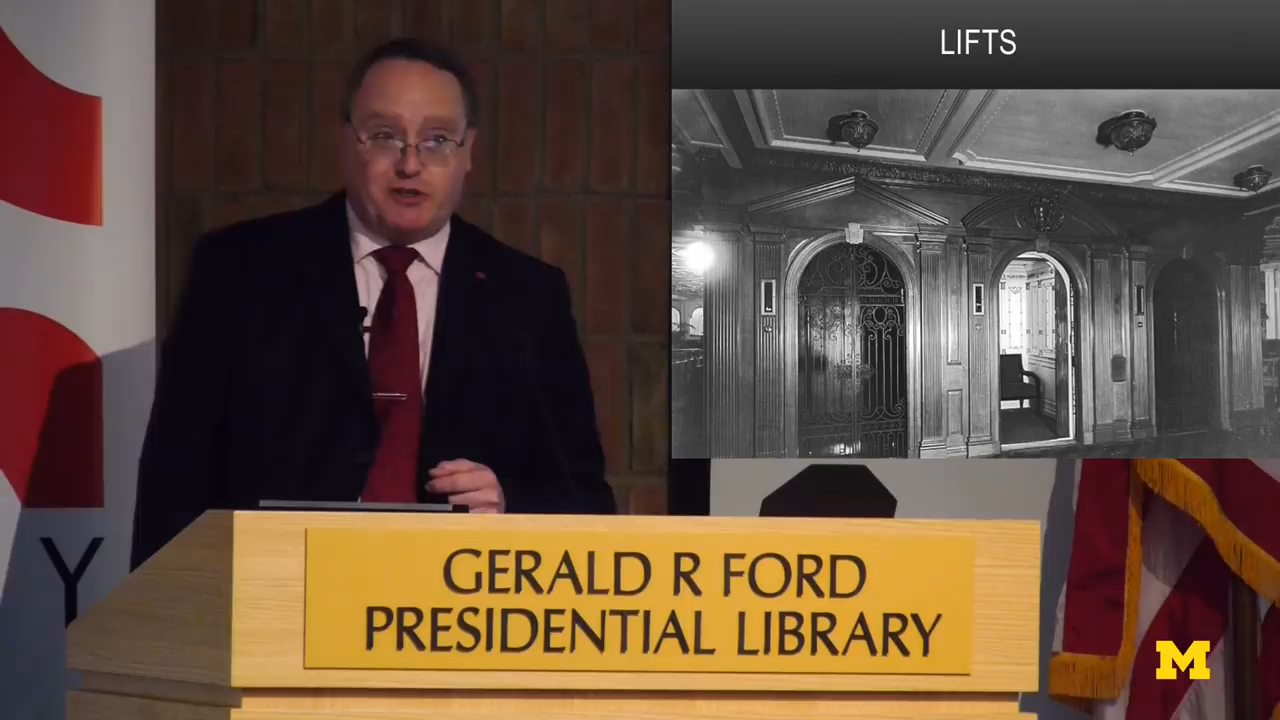 LIFTS
Y
GERALD R FORD
PRESIDENTIAL LIBRARY
M